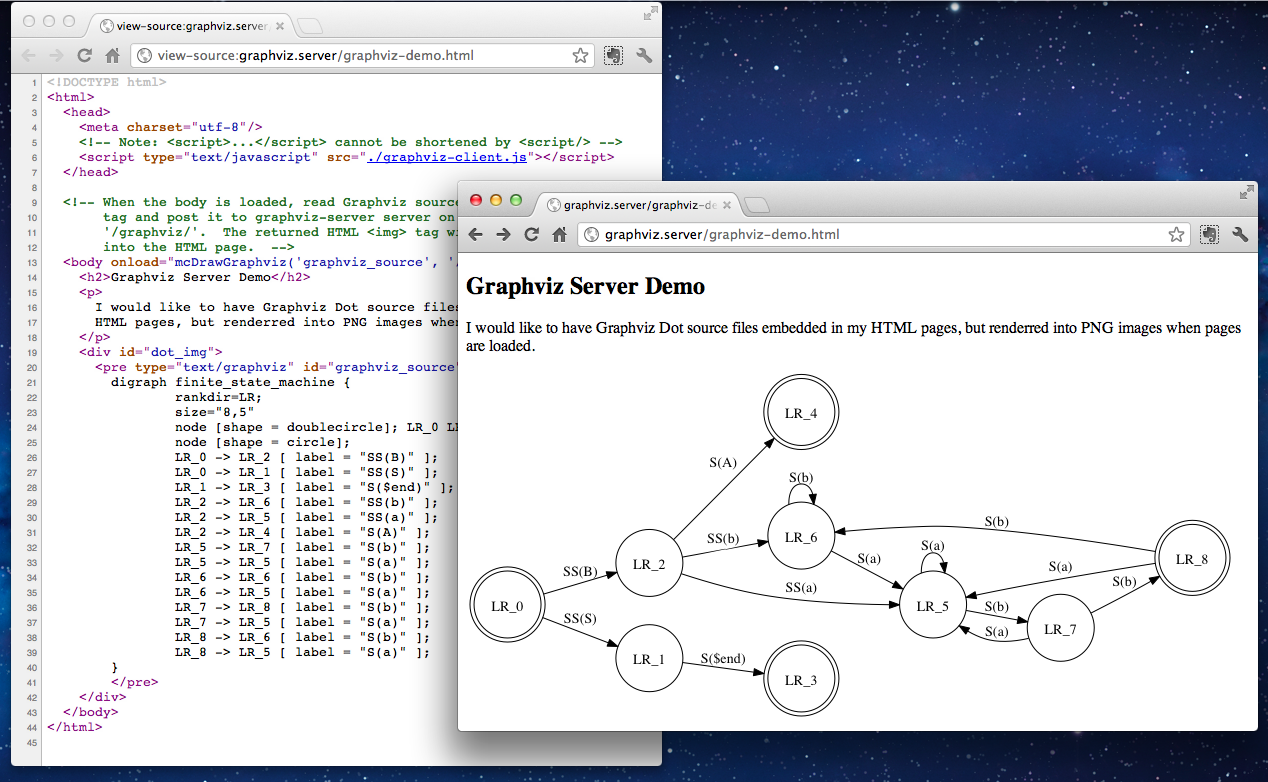 view-source:graphviz.server
view-source:graphviz.server/graphviz-demo.html
1 <!DOCTYPE html>
2 <html>
3 <head>
4 <meta charset="utf-8"/>
5 <!-- Note: <script>...</script> cannot be shortened by <script/> -->
6 <script type="text/javascript" src="./graphviz-client.js"></script>
7 </head>
8
9 <!-- When the body is loaded, read Graphviz source
10 tag and post it to graphviz-server server on
11 '/graphviz/'. The returned HTML <img> tag
12 into the HTML page. -->
13 <body onload="mcDrawGraphviz('graphviz_source', '
14 <h2>Graphviz Server Demo</h2>
15 <p>
16 I would like to have Graphviz Dot source files
17 HTML pages, but renderred into PNG images
18 </p>
19 <div id="dot_img">
20 <pre type="text/graphviz" id="graphviz_source"
21 digraph finite_state_machine {
22 rankdir=LR;
23 size="8,5"
24 node [shape = doublecircle]; LR_0
25 node [shape = circle];
26 LR_0 -> LR_2 [ label = "SS(B)" ];
27 LR_0 -> LR_1 [ label = "SS(S)" ];
28 LR_1 -> LR_3 [ label = "S($end)" ];
29 LR_2 -> LR_6 [ label = "SS(b)" ];
30 LR_2 -> LR_5 [ label = "SS(a)" ];
31 LR_2 -> LR_4 [ label = "S(A)" ];
32 LR_5 -> LR_7 [ label = "S(b)" ];
33 LR_5 -> LR_5 [ label = "S(a)" ];
34 LR_6 -> LR_6 [ label = "S(b)" ];
35 LR_6 -> LR_5 [ label = "S(a)" ];
36 LR_7 -> LR_8 [ label = "S(b)" ];
37 LR_7 -> LR_5 [ label = "S(a)" ];
38 LR_8 -> LR_6 [ label = "S(b)" ];
39 LR_8 -> LR_5 [ label = "S(a)" ];
40 }
41 </pre>
42 </div>
43 </body>
44 </html>
45
graphviz.server/graphviz-de
graphviz.server/graphviz-demo.html
Graphviz Server Demo
I would like to have Graphviz Dot source files embedded in my HTML pages, but renderred into PNG images when pages
are loaded.
LR_4
S(A)
S(b)
S(b)
SS(b)
LR_6
LR_2
S(a)
S(a)
LR_8
SS(B)
S(a)
S(b)
SS(a)
LR_0
LR_5
S(b)
SS(S)
S(a)
LR_7
LR_1
S($end)
LR_3